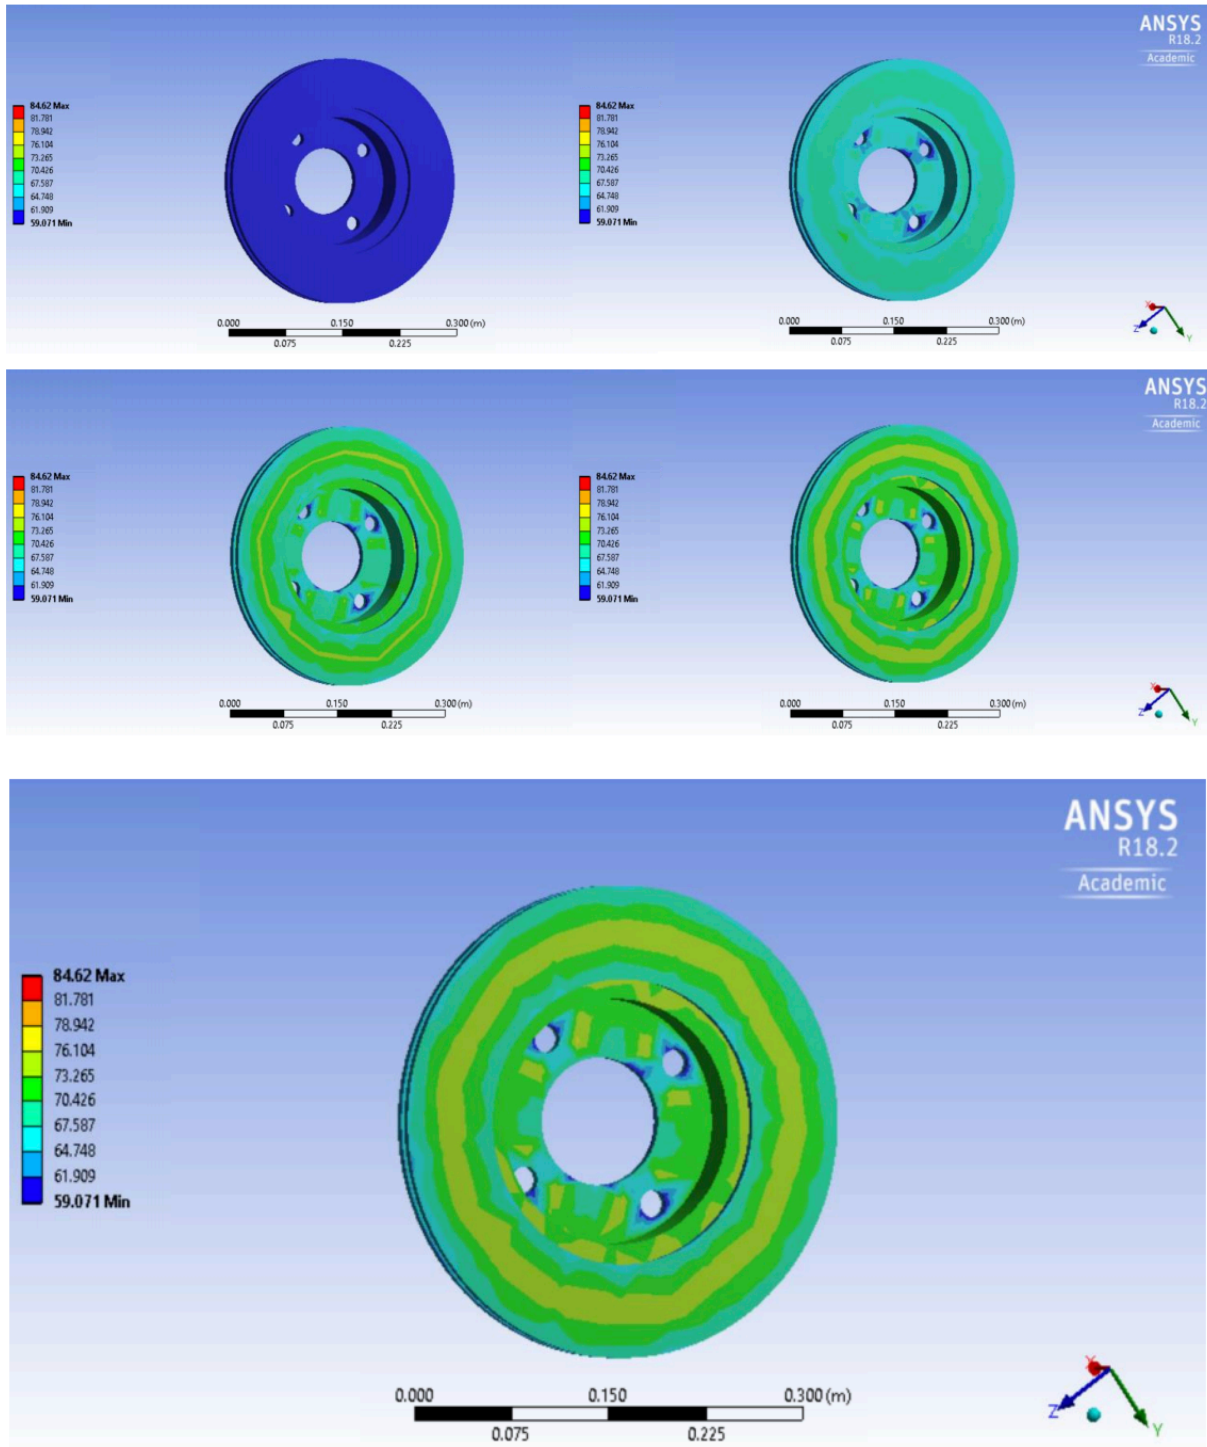 ANSYS
R18.2
Academic
84.62 Max
81.781
78.942
76.104
73.265
70.426
67.587
64.748
61.909
59.071 Min
0.000 0.150 0.300 (m)
0.075 0.225
84.62 Max
81.781
78.942
76.104
73.265
70.426
67.587
64.748
61.909
59.071 Min
0.000 0.150 0.300 (m)
0.075 0.225
X
Z
Y
ANSYS
R18.2
Academic
84.62 Max
81.781
78.942
76.104
73.265
70.426
67.587
64.748
61.909
59.071 Min
0.000 0.150 0.300 (m)
0.075 0.225
84.62 Max
81.781
78.942
76.104
73.265
70.426
67.587
64.748
61.909
59.071 Min
0.000 0.150 0.300 (m)
0.075 0.225
X
Z
Y
ANSYS
R18.2
Academic
84.62 Max
81.781
78.942
76.104
73.265
70.426
67.587
64.748
61.909
59.071 Min
0.000 0.150 0.300 (m)
0.075 0.225
X
Z
Y